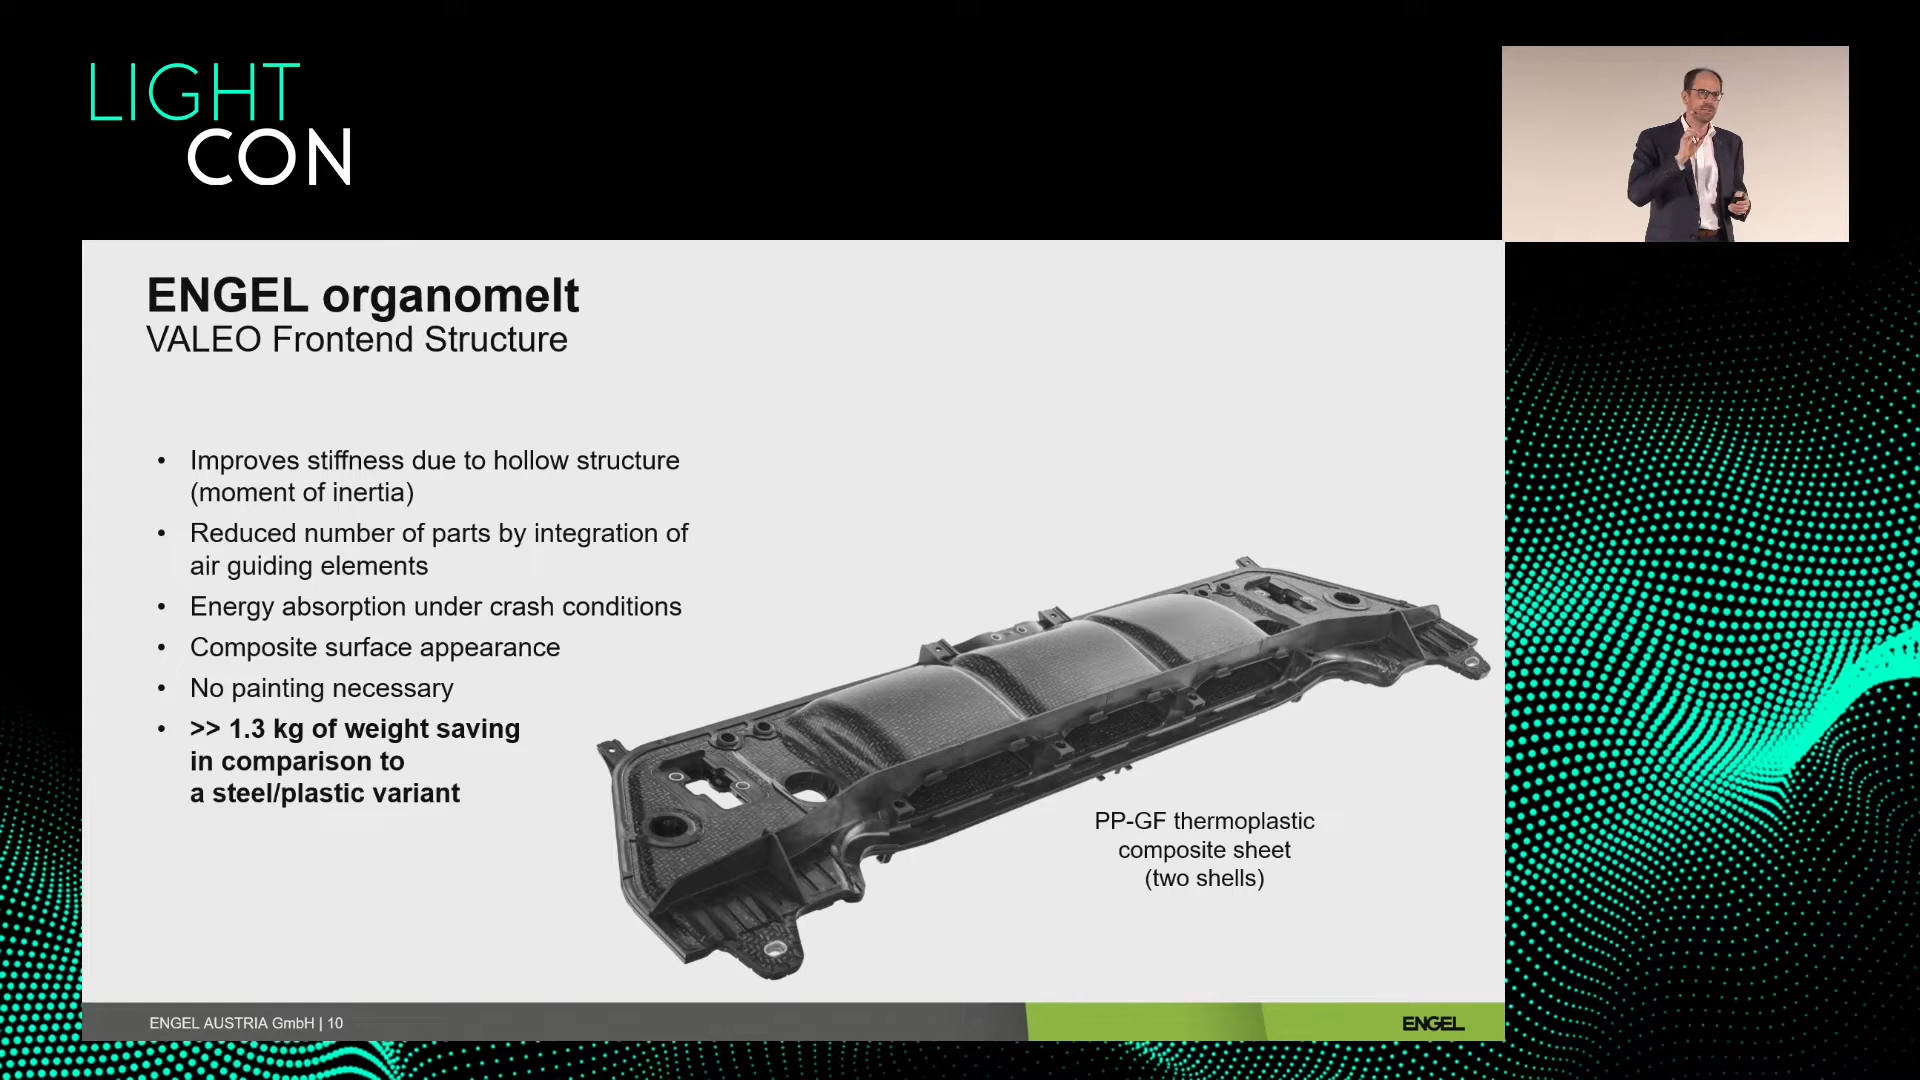 LIGHT
CON
ENGEL organomelt
VALEO Frontend Structure
• Improves stiffness due to hollow structure
(moment of inertia)
• Reduced number of parts by integration of
air guiding elements
• Energy absorption under crash conditions
• Composite surface appearance
• No painting necessary
• >> 1.3 kg of weight saving
in comparison to
a steel/plastic variant
PP-GF thermoplastic
composite sheet
(two shells)
ENGEL AUSTRIA GmbH | 10
ENGEL